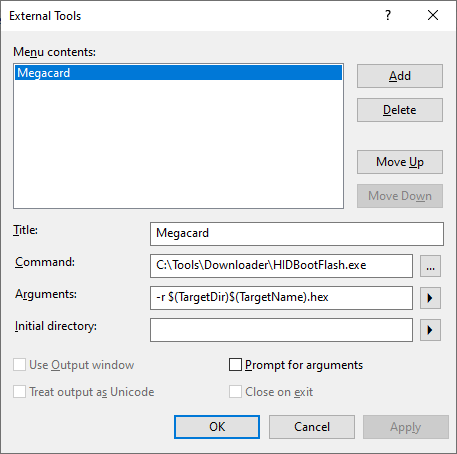 External Tools
?
Menu contents:
Megacard
Add
Delete
Move Up
Move Down
Title:
Megacard
Command:
C:\Tools\Downloader\HIDBootFlash.exe
...
Arguments:
-r $(TargetDir)$(TargetName).hex
Initial directory:
Use Output window
Prompt for arguments
Treat output as Unicode
Close on exit
OK
Cancel
Apply